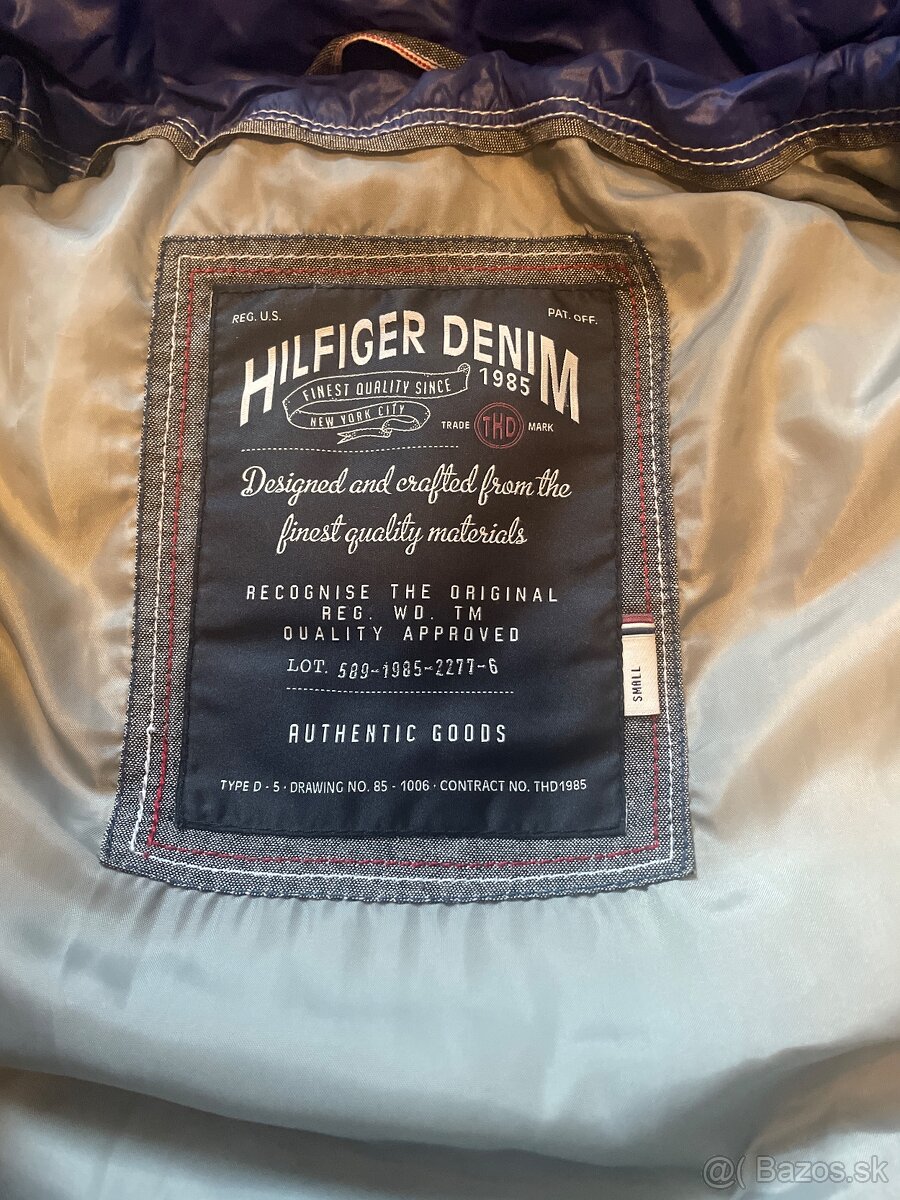 REG. U.S.
PAT. OFF.
HILFIGER DENIM
FINEST QUALITY SINCE
1985
NEW YORK CITY
TRADE THD MARK
Designed and crafted from the
finest quality materials
RECOGNISE THE ORIGINAL
REG. WD. TM
QUALITY APPROVED
LOT. 589-1985-2277-6
SMALL
AUTHENTIC GOODS
TYPE D - 5 · DRAWING NO. 85 - 1006 · CONTRACT NO. THD1985
@( Bazos.sk